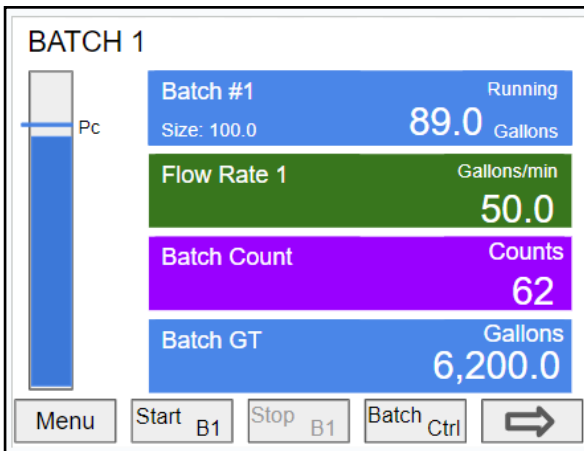 BATCH 1
Pc
Batch #1 Running
Size: 100.0 89.0 Gallons
Flow Rate 1 Gallons/min
50.0
Batch Count Counts
62
Batch GT Gallons
6,200.0
Menu Start B1 Stop B1 Batch Ctrl